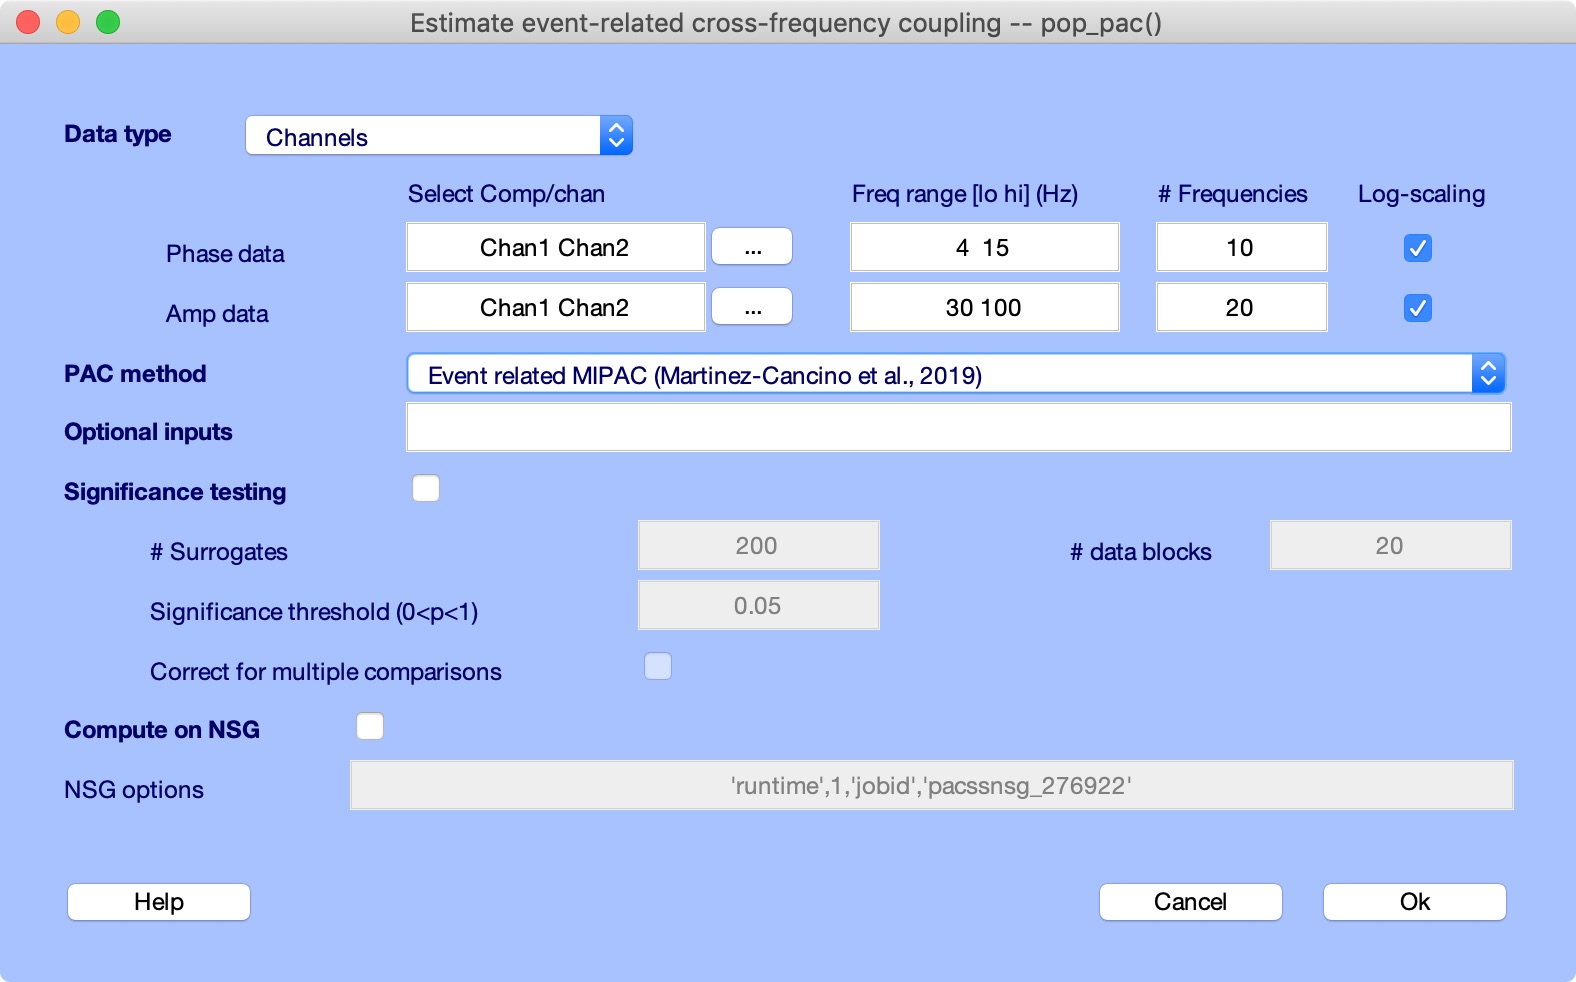 Estimate event-related cross-frequency coupling -- pop_pac()
Data type Channels
Select Comp/chan Freq range [lo hi] (Hz) # Frequencies Log-scaling
Phase data Chan1 Chan2 ... 4  15 10
Amp data Chan1 Chan2 ... 30 100 20
PAC method Event related MIPAC (Martinez-Cancino et al., 2019)
Optional inputs
Significance testing
# Surrogates 200 # data blocks 20
Significance threshold (0<p<1) 0.05
Correct for multiple comparisons
Compute on NSG
NSG options 'runtime',1,'jobid','pacssnsg_276922'
Help Cancel Ok